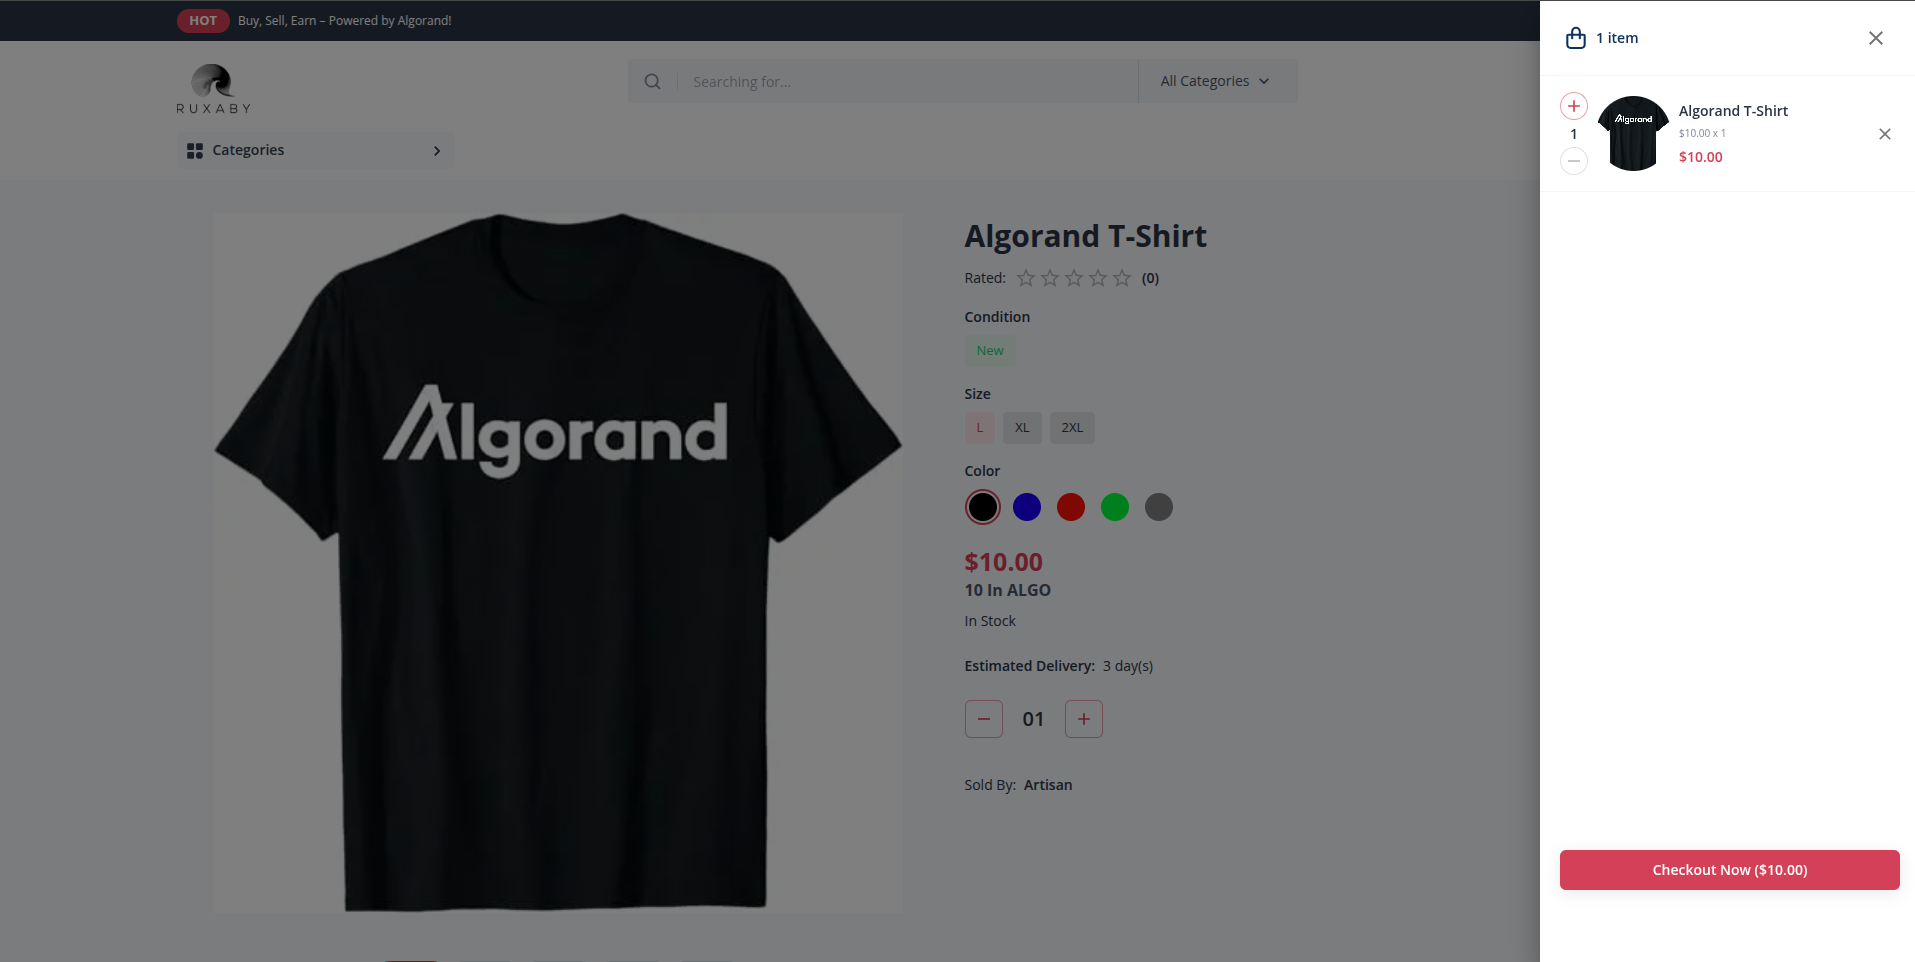 HOT Buy, Sell, Earn – Powered by Algorand!
RUXABY
Searching for...
All Categories
Categories
Algorand
Algorand T-Shirt
Rated: (0)
Condition
New
Size
L XL 2XL
Color
$10.00
10 In ALGO
In Stock
Estimated Delivery: 3 day(s)
01
Sold By: Artisan
1 item
1
Algorand
Algorand T-Shirt
$10.00 x 1
$10.00
Checkout Now ($10.00)